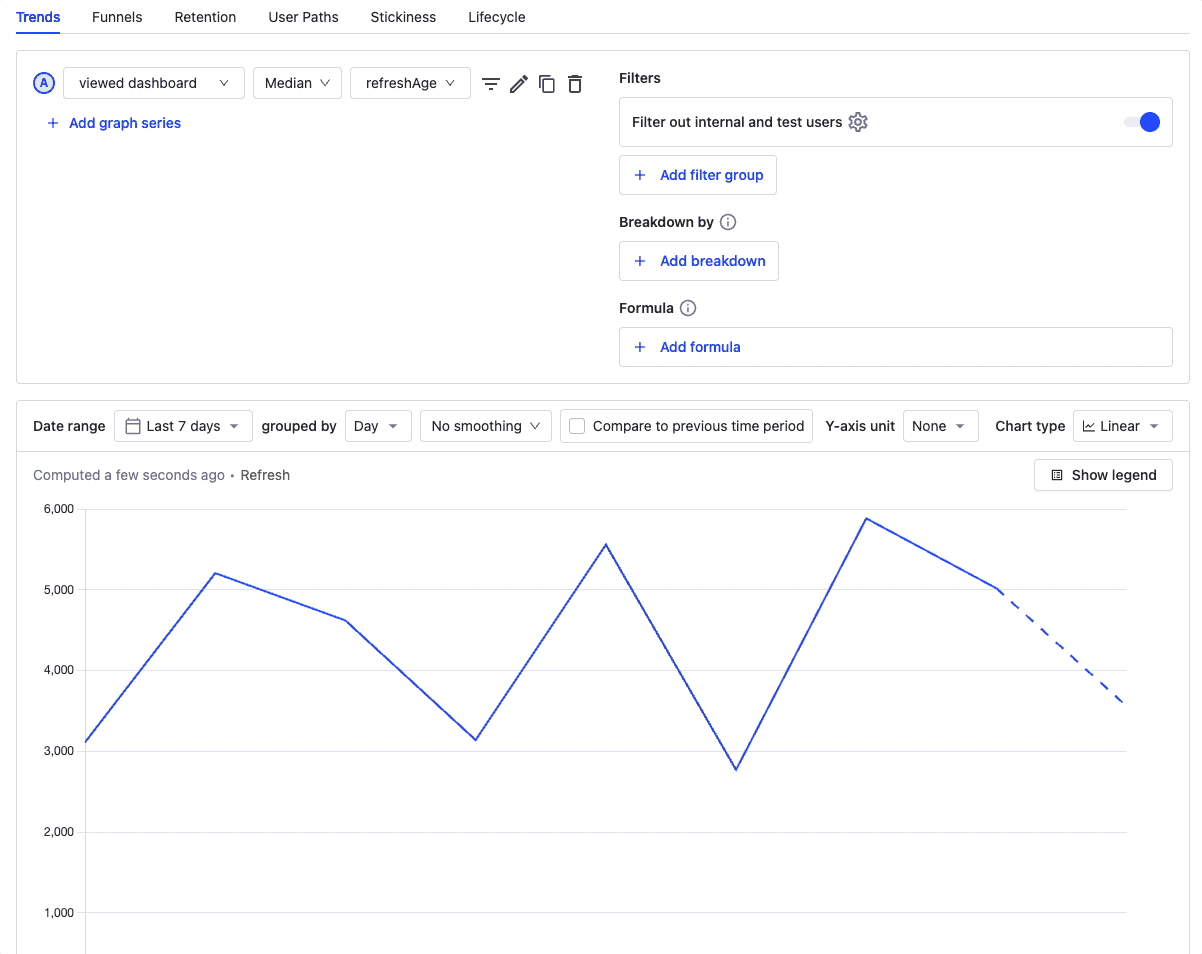 Trends Funnels Retention User Paths Stickiness Lifecycle
A viewed dashboard Median refreshAge
+ Add graph series
Filters
Filter out internal and test users
+ Add filter group
Breakdown by
+ Add breakdown
Formula
+ Add formula
Date range Last 7 days grouped by Day No smoothing Compare to previous time period Y-axis unit None Chart type Linear
Computed a few seconds ago • Refresh Show legend
6,000
5,000
4,000
3,000
2,000
1,000